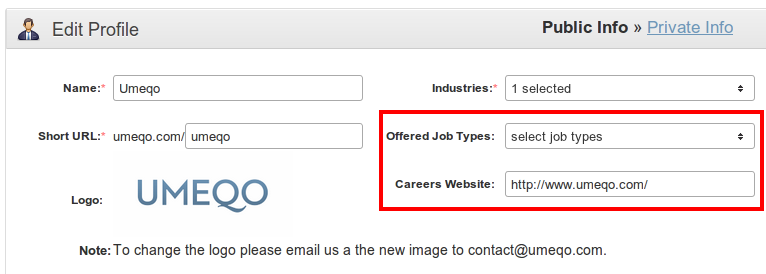 Edit Profile
Public Info » Private Info
Name:* Umeqo
Industries:* 1 selected
Short URL:* umeqo.com/ umeqo
Offered Job Types: select job types
Logo: UMEQO
Careers Website: http://www.umeqo.com/
Note: To change the logo please email us a the new image to contact@umeqo.com.